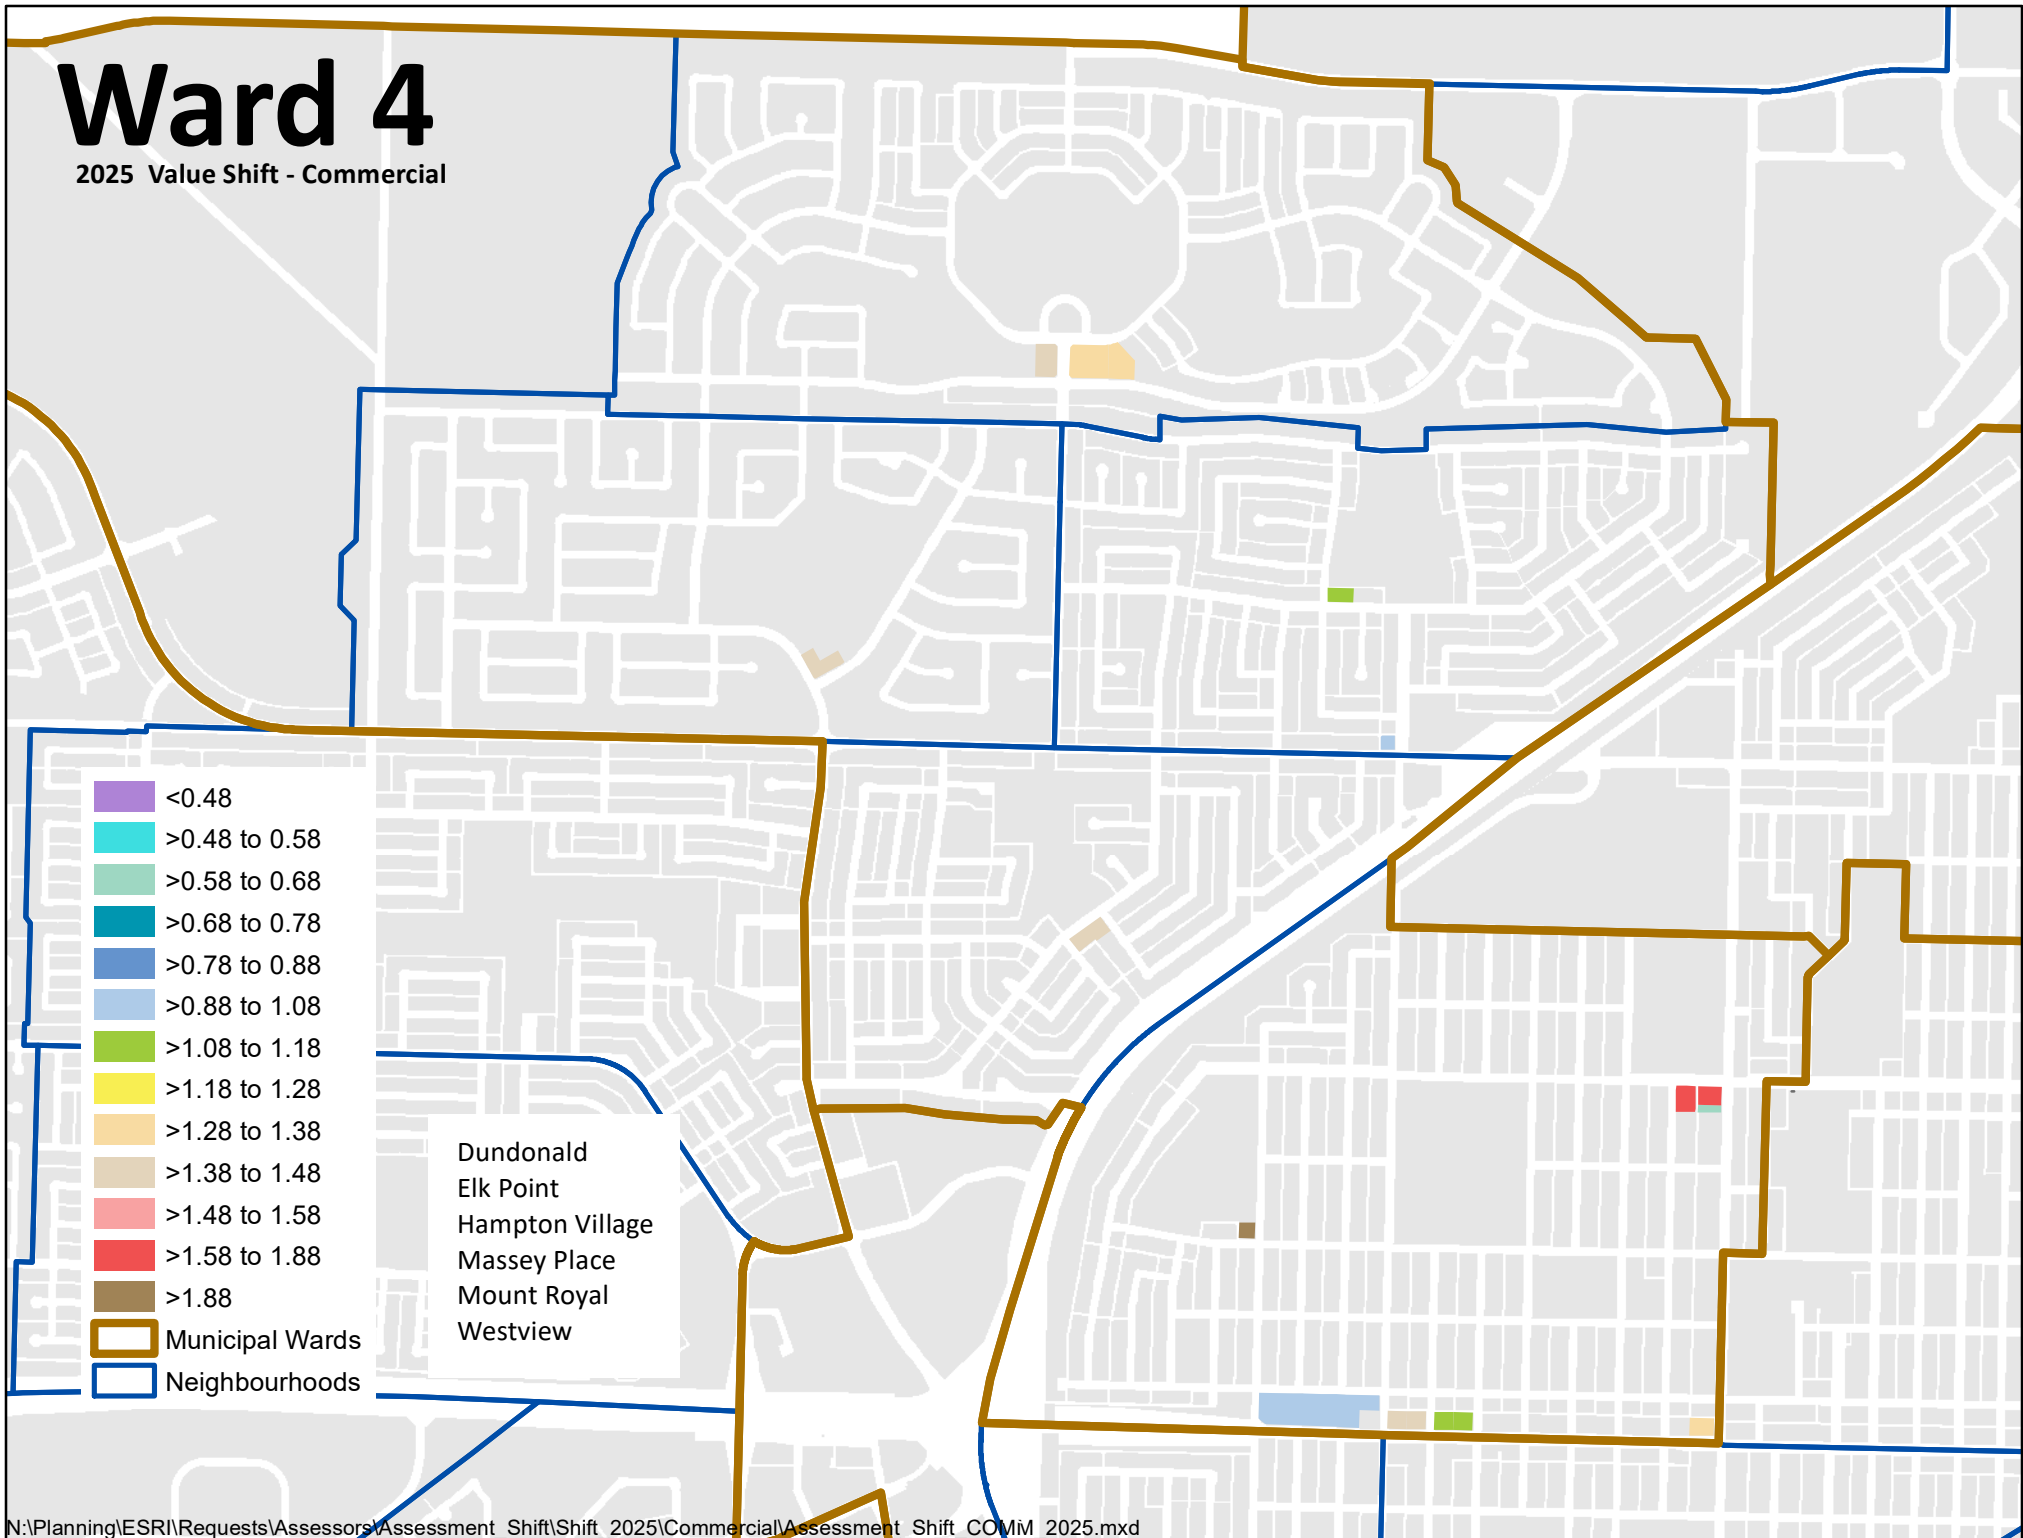 Ward 4
2025 Value Shift - Commercial
<0.48
>0.48 to 0.58
>0.58 to 0.68
>0.68 to 0.78
>0.78 to 0.88
>0.88 to 1.08
>1.08 to 1.18
>1.18 to 1.28
>1.28 to 1.38
>1.38 to 1.48
>1.48 to 1.58
>1.58 to 1.88
>1.88
Municipal Wards
Neighbourhoods
Dundonald
Elk Point
Hampton Village
Massey Place
Mount Royal
Westview
N:\Planning\ESRI\Requests\Assessors\Assessment_Shift\Shift_2025\Commercial\Assessment_Shift_COMM_2025.mxd